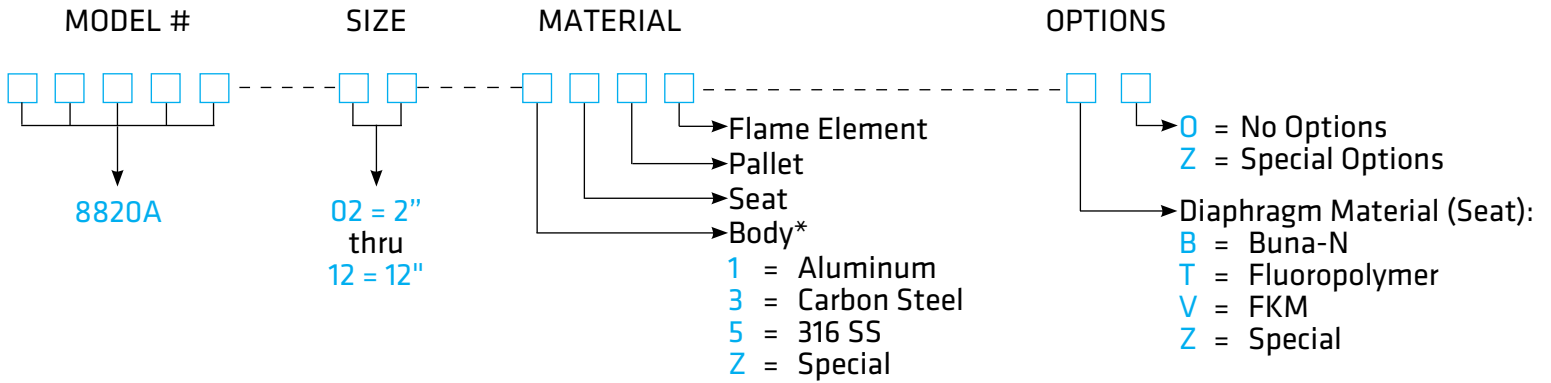 MODEL #
SIZE
MATERIAL
OPTIONS
8820A
02 = 2”
thru
12 = 12"
Flame Element
Pallet
Seat
Body*
1 = Aluminum
3 = Carbon Steel
5 = 316 SS
Z = Special
0 = No Options
Z = Special Options
Diaphragm Material (Seat):
B = Buna-N
T = Fluoropolymer
V = FKM
Z = Special